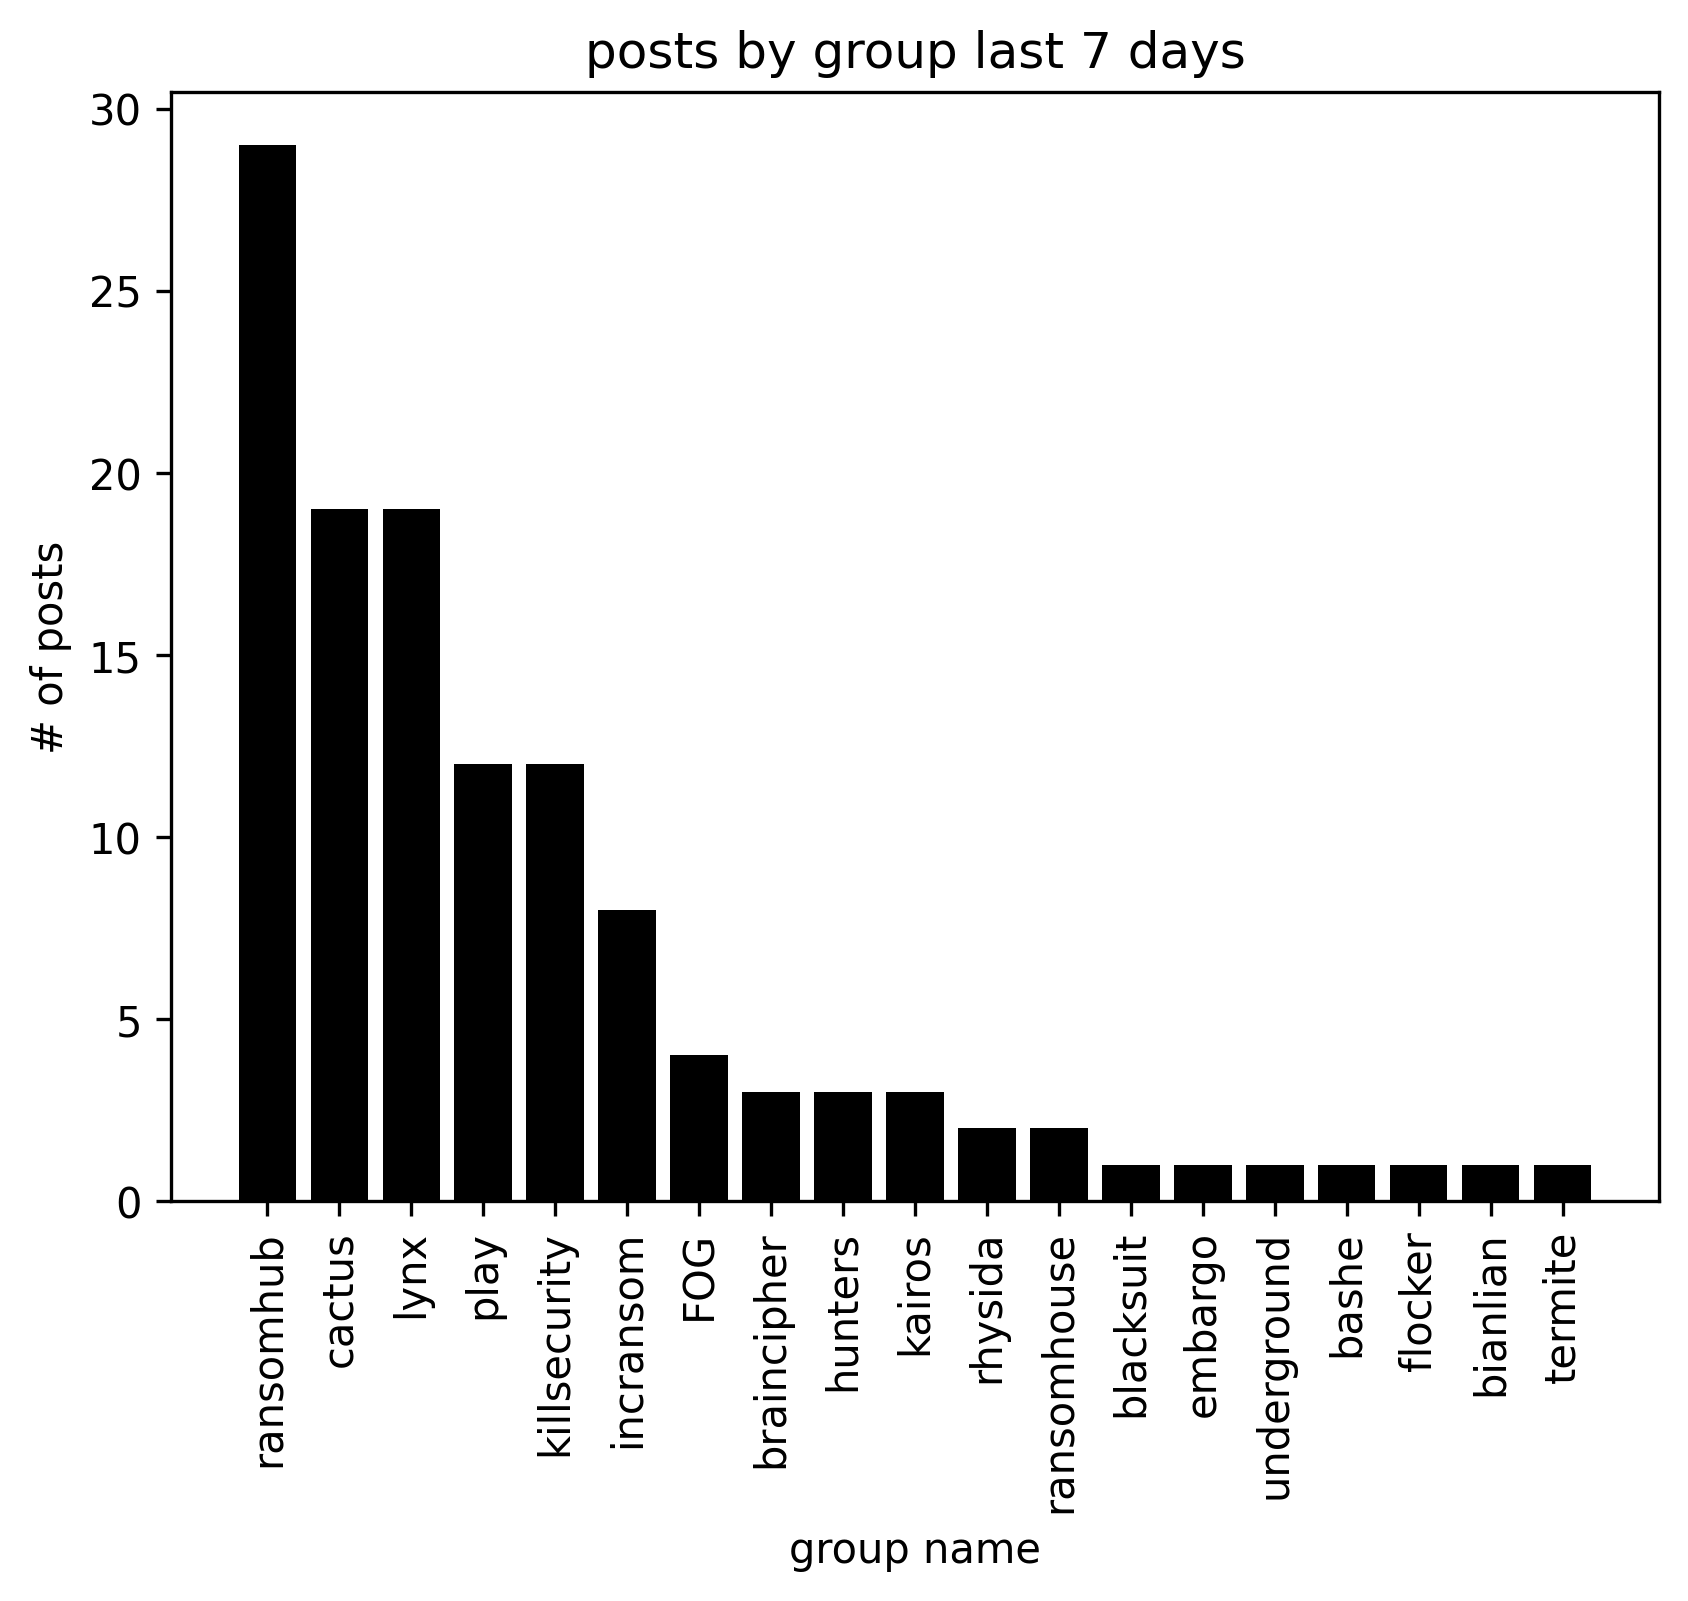 posts by group last 7 days
30
25
20
15
10
5
0
# of posts
ransomhub
cactus
lynx
play
killsecurity
incransom
FOG
braincipher
hunters
kairos
rhysida
ransomhouse
blacksuit
embargo
underground
bashe
flocker
bianlian
termite
group name